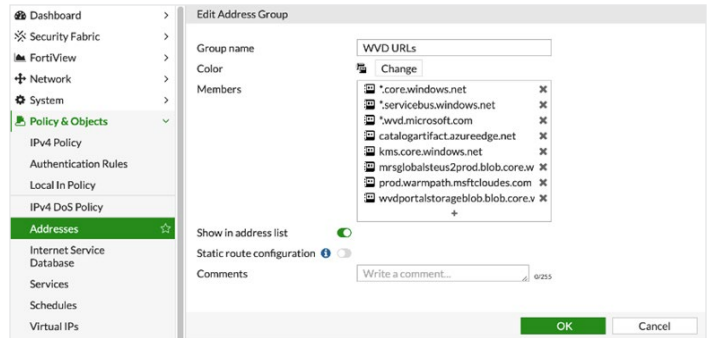 Dashboard
Security Fabric
FortiView
Network
System
Policy & Objects
IPv4 Policy
Authentication Rules
Local In Policy
IPv4 DoS Policy
Addresses
Internet Service
Database
Services
Schedules
Virtual IPs
Edit Address Group
Group name WVD URLs
Color Change
Members
*.core.windows.net
*.servicebus.windows.net
*.wvd.microsoft.com
catalogartifact.azureedge.net
kms.core.windows.net
mrsglobalsteus2prod.blob.core.w
prod.warmpath.msftcloudes.com
wvdportalstorageblob.blob.core.v
+
Show in address list
Static route configuration
Comments Write a comment... 0/255
OK Cancel